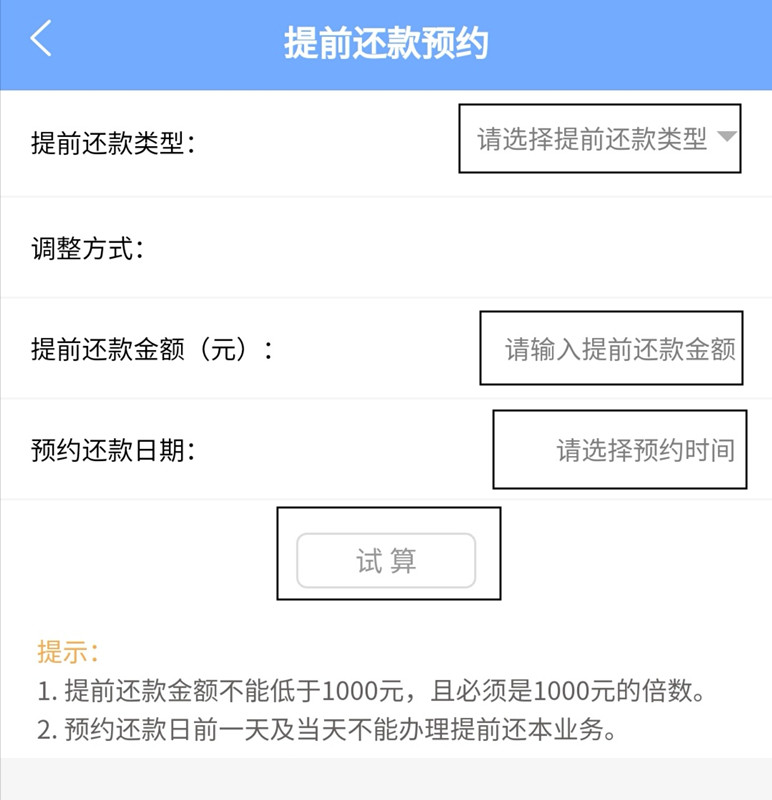 提前还款预约
提前还款类型：
请选择提前还款类型
调整方式：
提前还款金额（元）：
请输入提前还款金额
预约还款日期：
请选择预约时间
试 算
提示：
1. 提前还款金额不能低于1000元，且必须是1000元的倍数。
2. 预约还款日前一天及当天不能办理提前还本业务。